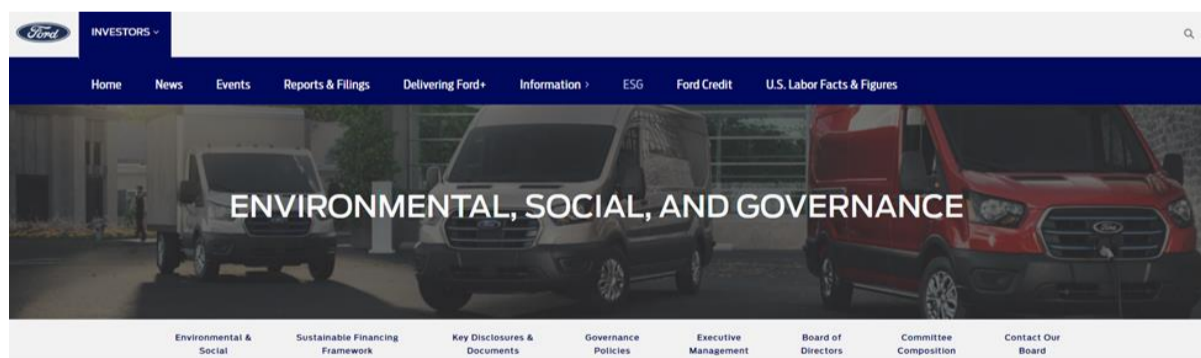 Ford INVESTORS
Home News Events Reports & Filings Delivering Ford+ Information > ESG Ford Credit U.S. Labor Facts & Figures
ENVIRONMENTAL, SOCIAL, AND GOVERNANCE
Ford
Environmental & Social
Sustainable Financing Framework
Key Disclosures & Documents
Governance Policies
Executive Management
Board of Directors
Committee Composition
Contact Our Board